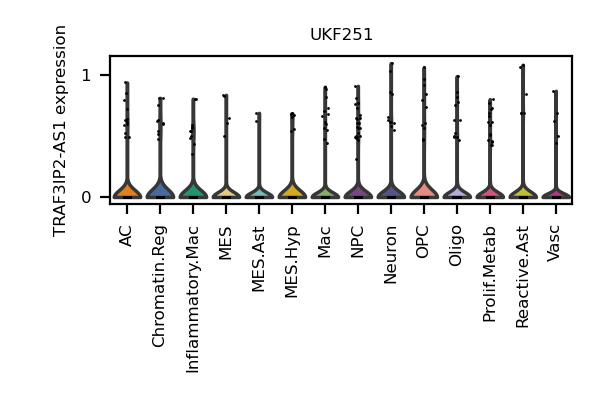 UKF251
TRAF3IP2-AS1 expression
1
0
AC
Chromatin.Reg
Inflammatory.Mac
MES
MES.Ast
MES.Hyp
Mac
NPC
Neuron
OPC
Oligo
Prolif.Metab
Reactive.Ast
Vasc